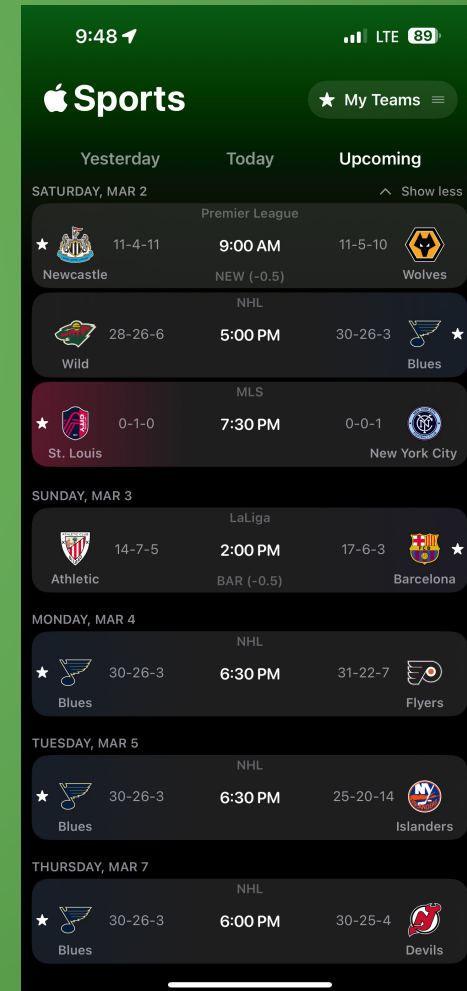 9:48
LTE 89
Sports
★ My Teams
Yesterday Today Upcoming
SATURDAY, MAR 2 Show less
Premier League
11-4-11 9:00 AM 11-5-10
Newcastle NEW (-0.5) Wolves
NHL
28-26-6 5:00 PM 30-26-3
Wild Blues
MLS
0-1-0 7:30 PM 0-0-1
St. Louis New York City
SUNDAY, MAR 3
LaLiga
14-7-5 2:00 PM 17-6-3
Athletic BAR (-0.5) Barcelona
MONDAY, MAR 4
NHL
30-26-3 6:30 PM 31-22-7
Blues Flyers
TUESDAY, MAR 5
NHL
30-26-3 6:30 PM 25-20-14
Blues Islanders
THURSDAY, MAR 7
NHL
30-26-3 6:00 PM 30-25-4
Blues Devils